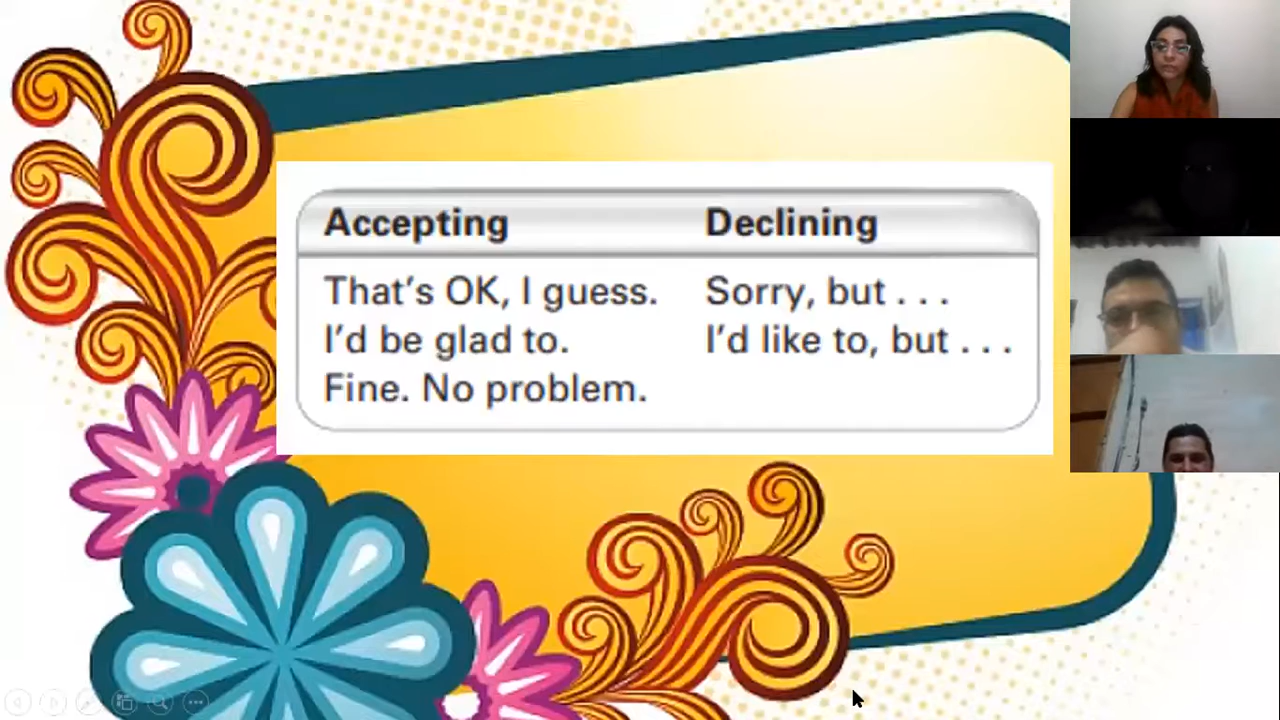 Accepting Declining
That's OK, I guess. Sorry, but . . .
I'd be glad to. I'd like to, but . . .
Fine. No problem.